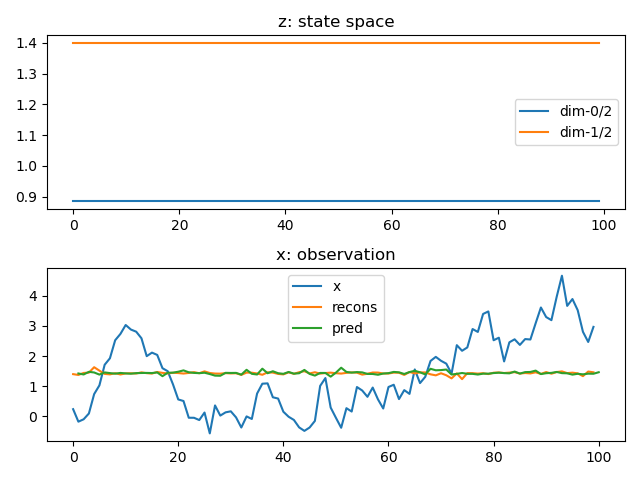 z: state space
1.4
1.3
1.2
1.1
1.0
0.9
dim-0/2
dim-1/2
0 20 40 60 80 100
x: observation
4
3
2
1
0
x
recons
pred
0 20 40 60 80 100